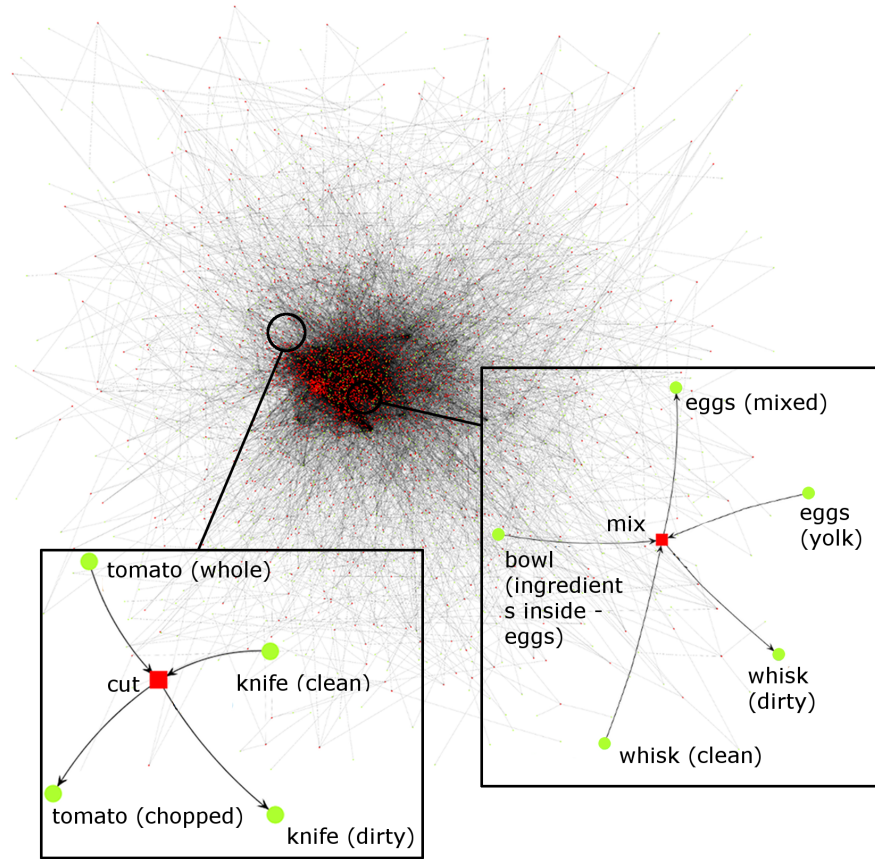 eggs (mixed)
mix
eggs
(yolk)
bowl
(ingredient
s inside -
eggs)
whisk
(dirty)
whisk (clean)
tomato (whole)
cut
knife (clean)
tomato (chopped)
knife (dirty)